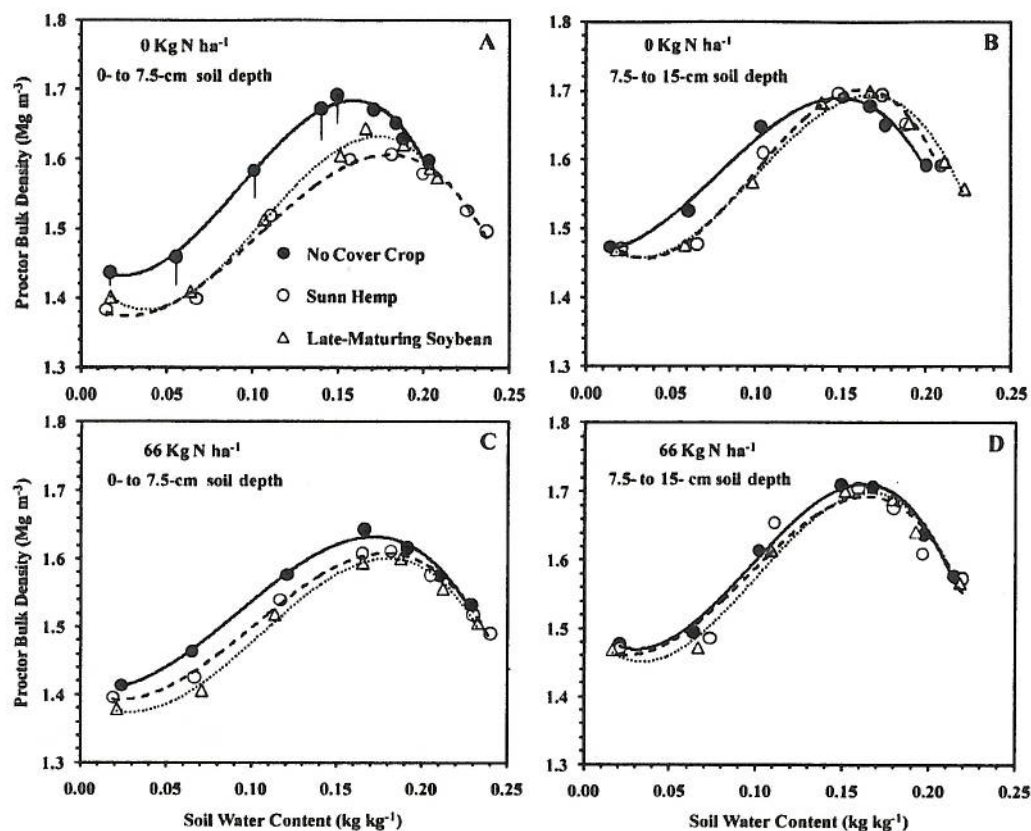 A
0 Kg N ha-1
0- to 7.5-cm soil depth
Proctor Bulk Density (Mg m-3)
1.8
1.7
1.6
1.5
1.4
1.3
0.00 0.05 0.10 0.15 0.20 0.25
No Cover Crop
Sunn Hemp
Late-Maturing Soybean
B
0 Kg N ha-1
7.5- to 15-cm soil depth
1.8
1.7
1.6
1.5
1.4
1.3
0.00 0.05 0.10 0.15 0.20 0.25
C
66 Kg N ha-1
0- to 7.5-cm soil depth
Proctor Bulk Density (Mg m-3)
1.8
1.7
1.6
1.5
1.4
1.3
0.00 0.05 0.10 0.15 0.20 0.25
Soil Water Content (kg kg-1)
D
66 Kg N ha-1
7.5- to 15- cm soil depth
1.8
1.7
1.6
1.5
1.4
1.3
0.00 0.05 0.10 0.15 0.20 0.25
Soil Water Content (kg kg-1)